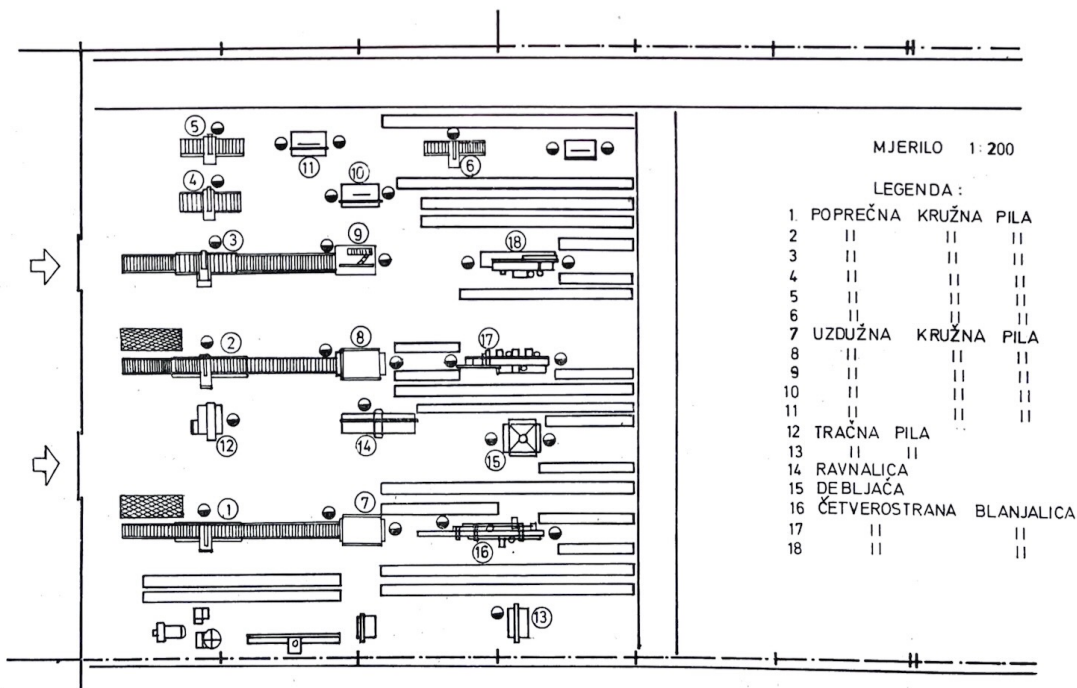 5
11
6
4
10
3
9
18
2
8
17
12
14
15
1
7
16
13
MJERILO 1:200
LEGENDA :
1. POPREČNA KRUŽNA PILA
2 II II II
3 II II II
4 II II II
5 II II II
6 II II II
7 UZDUŽNA KRUŽNA PILA
8 II II II
9 II II II
10 II II II
11 II II II
12 TRAČNA PILA
13 II II
14 RAVNALICA
15 DEBLJAČA
16 ČETVEROSTRANA BLANJALICA
17 II II
18 II II